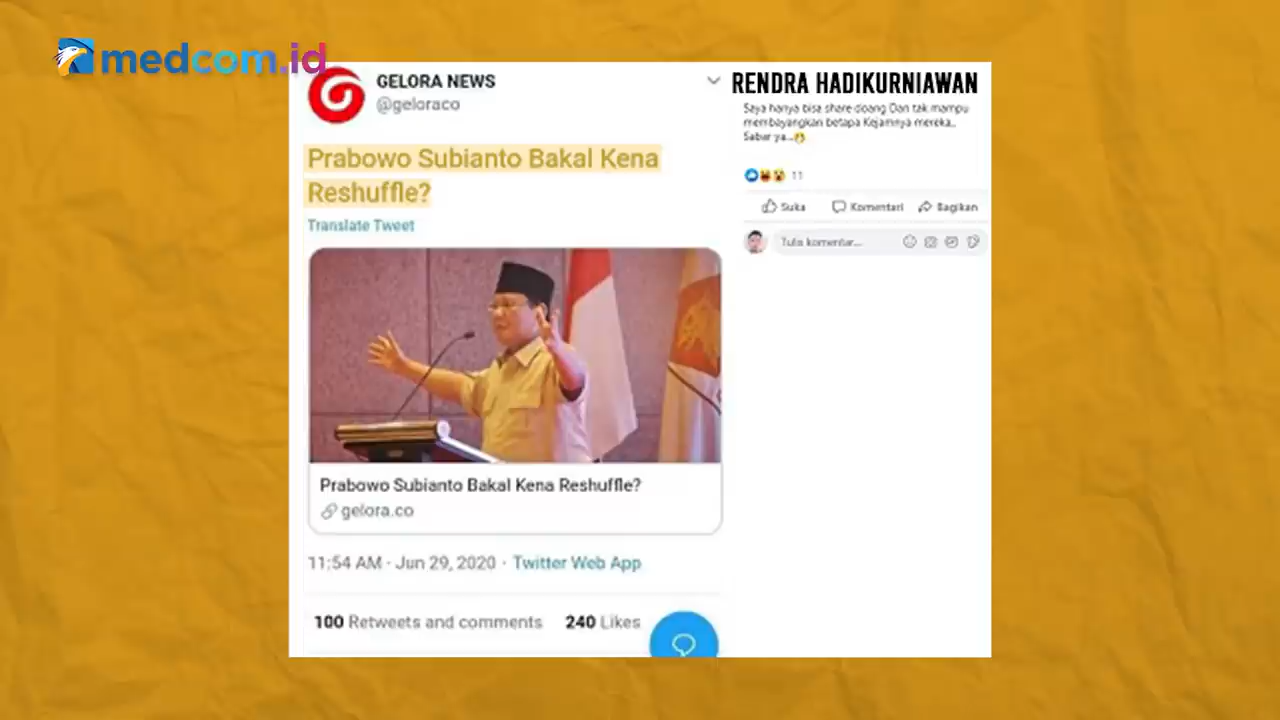 medcom.id
GELORA NEWS
@geloraco
Prabowo Subianto Bakal Kena
Reshuffle?
Translate Tweet
Prabowo Subianto Bakal Kena Reshuffle?
gelora.co
11:54 AM · Jun 29, 2020 · Twitter Web App
100 Retweets and comments 240 Likes
RENDRA HADIKURNIAWAN
Saya hanya bisa share doang Dan tak mampu
membayangkan betapa Kejamnya mereka..
Sabar ya...
11
Suka Komentari Bagikan
Tulis komentar...